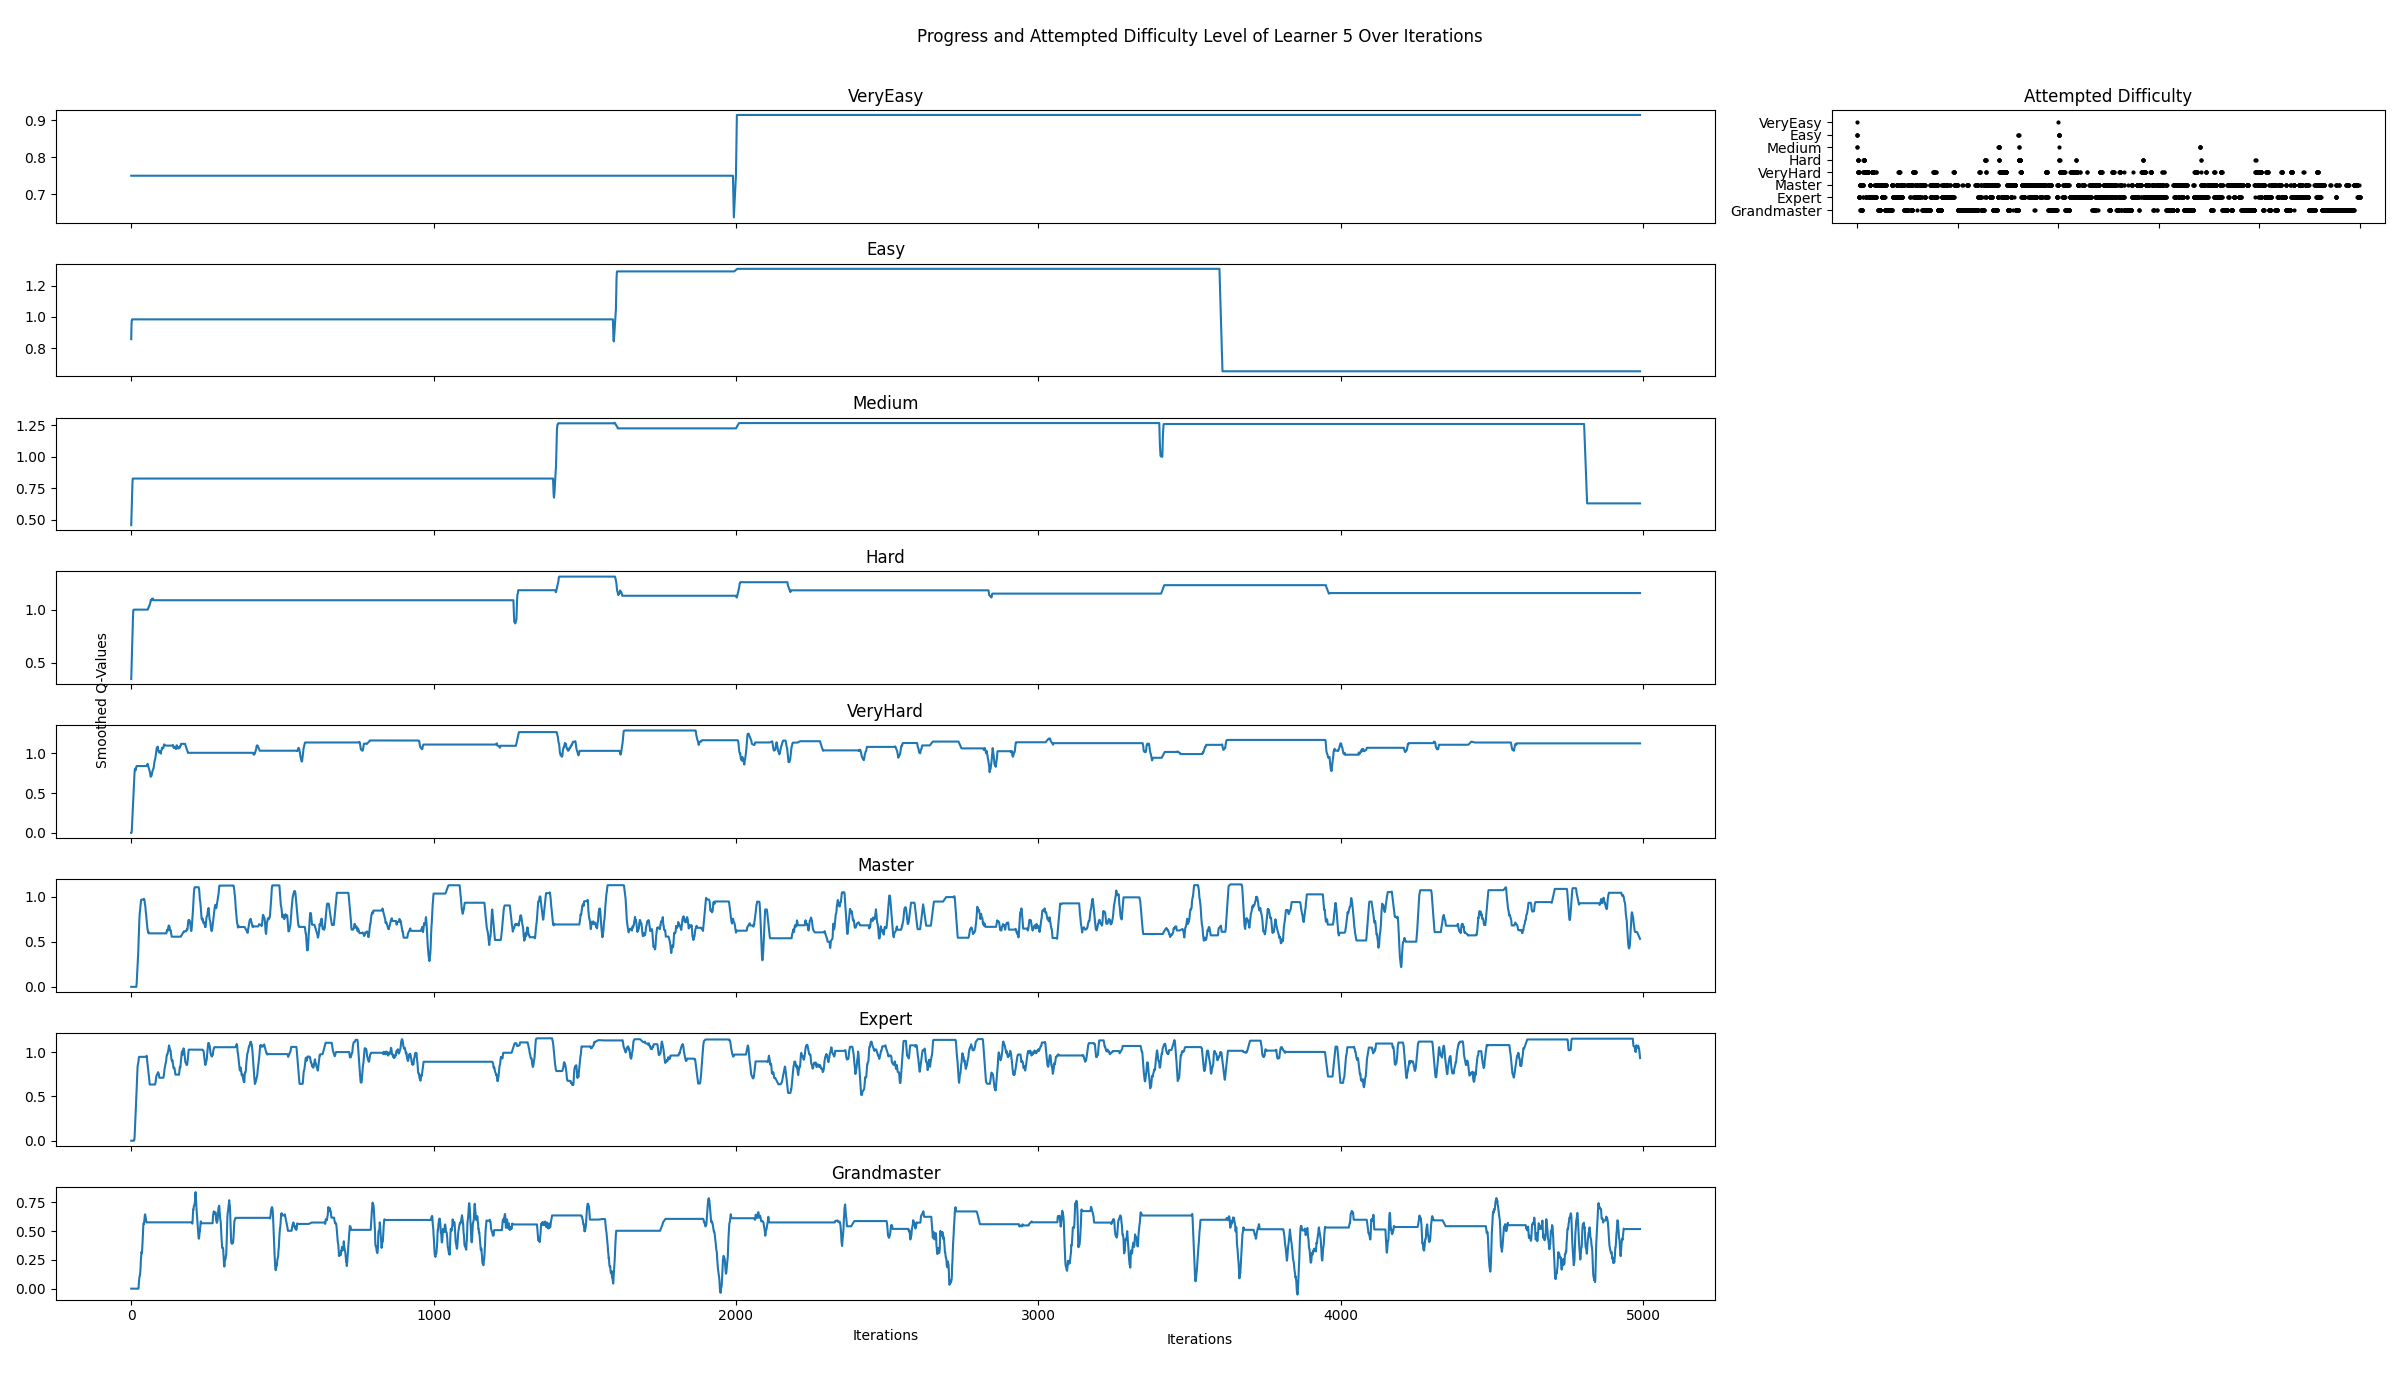 Progress and Attempted Difficulty Level of Learner 5 Over Iterations
VeryEasy
0.9
0.8
0.7
Attempted Difficulty
VeryEasy
Easy
Medium
Hard
VeryHard
Master
Expert
Grandmaster
Easy
1.2
1.0
0.8
Medium
1.25
1.00
0.75
0.50
Hard
1.0
0.5
Smoothed Q-Values
VeryHard
1.0
0.5
0.0
Master
1.0
0.5
0.0
Expert
1.0
0.5
0.0
Grandmaster
0.75
0.50
0.25
0.00
0 1000 2000 3000 4000 5000
Iterations
Iterations